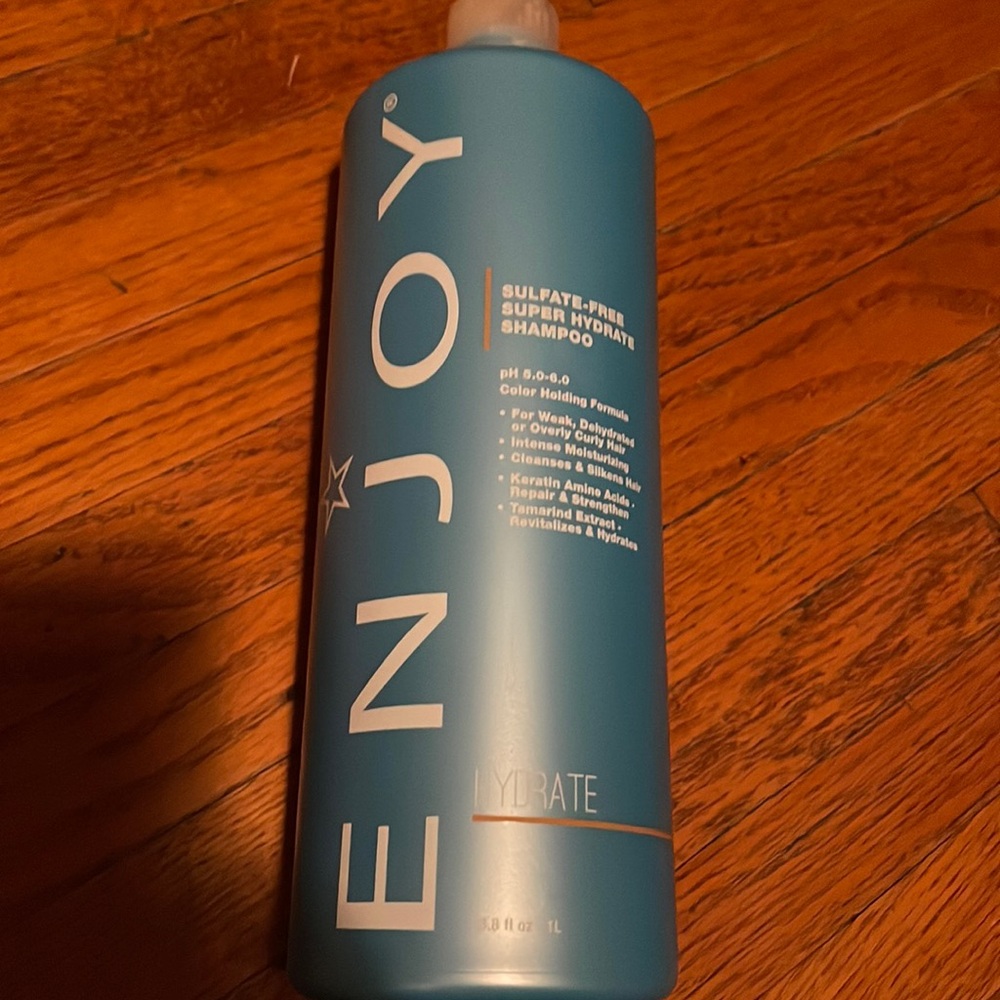 ENJOY®
SULFATE-FREE
SUPER HYDRATE
SHAMPOO
pH 5.0-6.0
Color Holding Formula
• For Weak, Dehydrated
or Overly Curly Hair
• Intense Moisturizing
• Cleanses & Silkens Hair
• Keratin Amino Acids -
Repair & Strengthen
• Tamarind Extract -
Revitalizes & Hydrates
HYDRATE
fl oz 1L